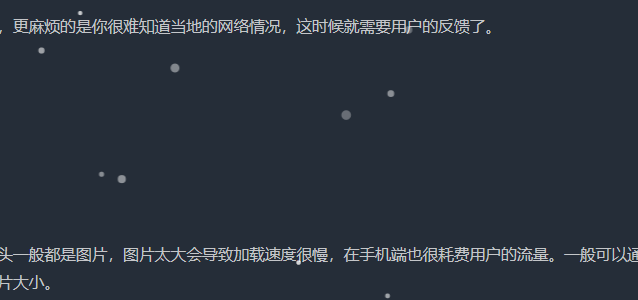 ，更麻烦的是你很难知道当地的网络情况，这时候就需要用户的反馈了。
头一般都是图片，图片太大会导致加载速度很慢，在手机端也很耗费用户的流量。一般可以通
片大小。